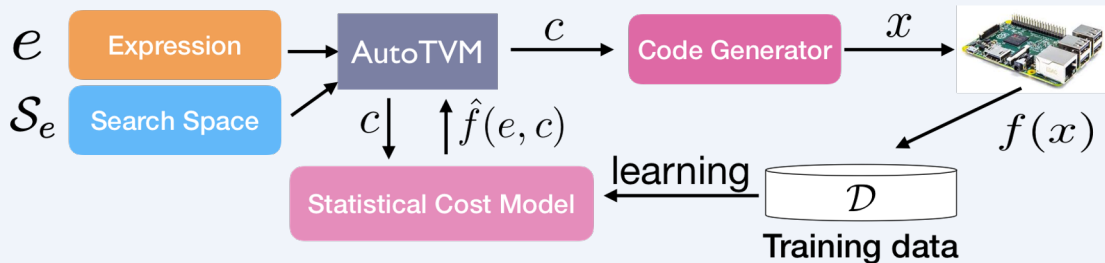 e Expression AutoTVM c Code Generator x
S_e Search Space
c f̂(e, c) f(x)
learning
Statistical Cost Model D
Training data